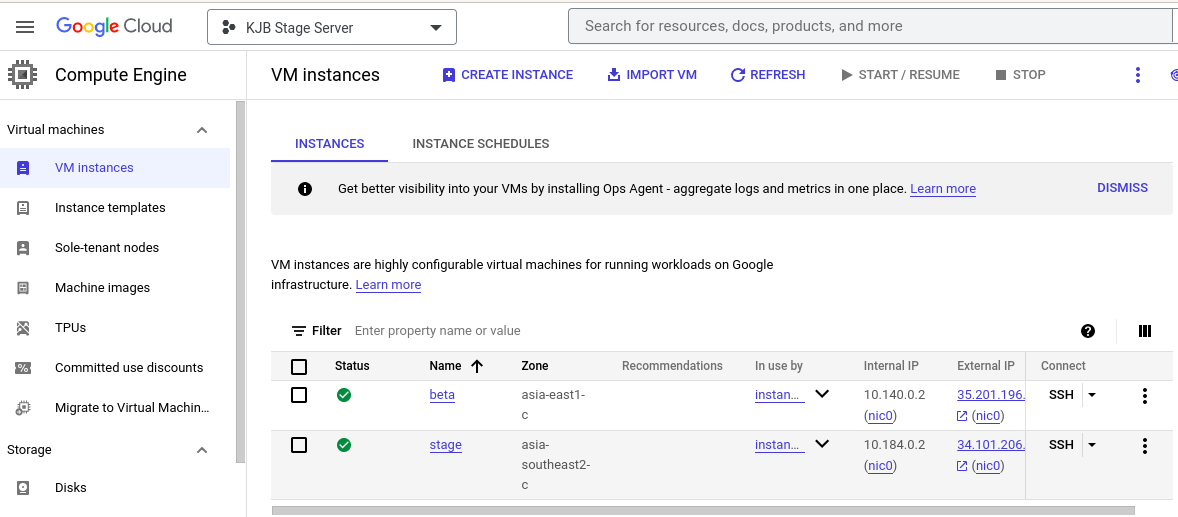 Google Cloud
KJB Stage Server
Search for resources, docs, products, and more
Compute Engine
VM instances
CREATE INSTANCE
IMPORT VM
REFRESH
START / RESUME
STOP
Virtual machines
VM instances
Instance templates
Sole-tenant nodes
Machine images
TPUs
Committed use discounts
Migrate to Virtual Machin...
Storage
Disks
INSTANCES
INSTANCE SCHEDULES
Get better visibility into your VMs by installing Ops Agent - aggregate logs and metrics in one place. Learn more
DISMISS
VM instances are highly configurable virtual machines for running workloads on Google
infrastructure. Learn more
Filter
Enter property name or value
Status
Name
Zone
Recommendations
In use by
Internal IP
External IP
Connect
beta
asia-east1-
c
instan...
10.140.0.2
(nic0)
35.201.196.
(nic0)
SSH
stage
asia-
southeast2-
c
instan...
10.184.0.2
(nic0)
34.101.206.
(nic0)
SSH